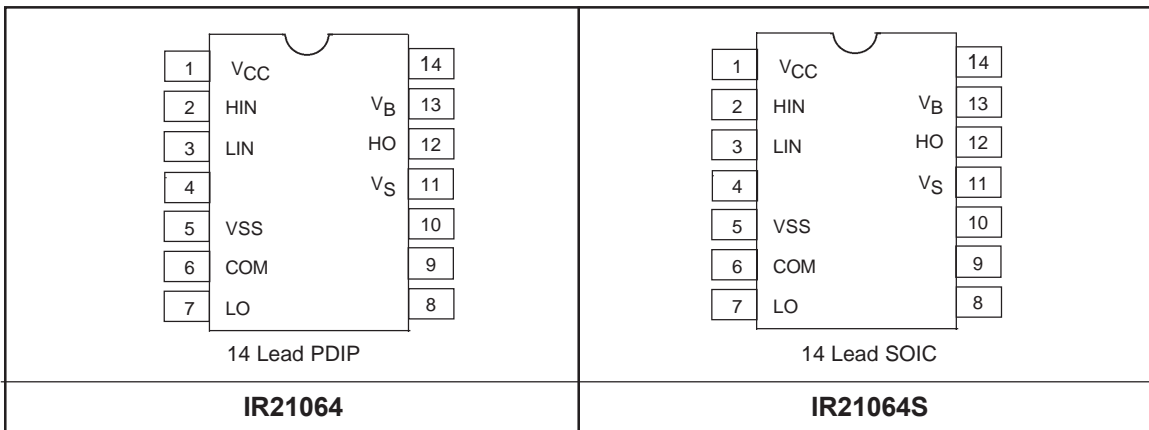 1 VCC 14
2 HIN VB 13
3 LIN HO 12
4 VS 11
5 VSS 10
6 COM 9
7 LO 8
14 Lead PDIP
IR21064
1 VCC 14
2 HIN VB 13
3 LIN HO 12
4 VS 11
5 VSS 10
6 COM 9
7 LO 8
14 Lead SOIC
IR21064S